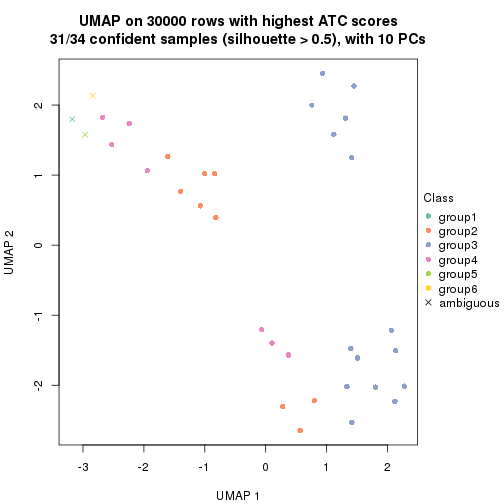 UMAP on 30000 rows with highest ATC scores
31/34 confident samples (silhouette > 0.5), with 10 PCs
2
1
0
-1
-2
UMAP 2
-3
-2
-1
0
1
2
UMAP 1
Class
group1
group2
group3
group4
group5
group6
ambiguous